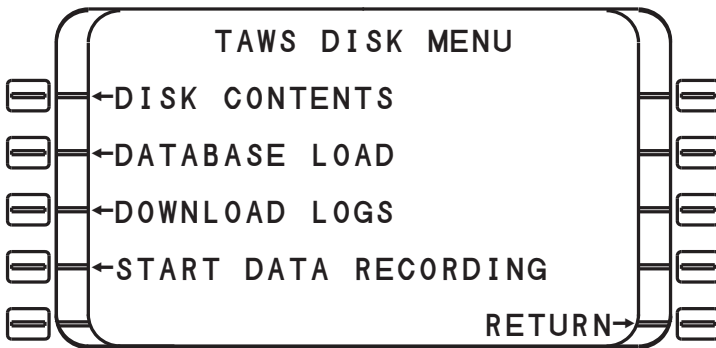 TAWS DISK MENU
←DISK CONTENTS
←DATABASE LOAD
←DOWNLOAD LOGS
←START DATA RECORDING
RETURN→